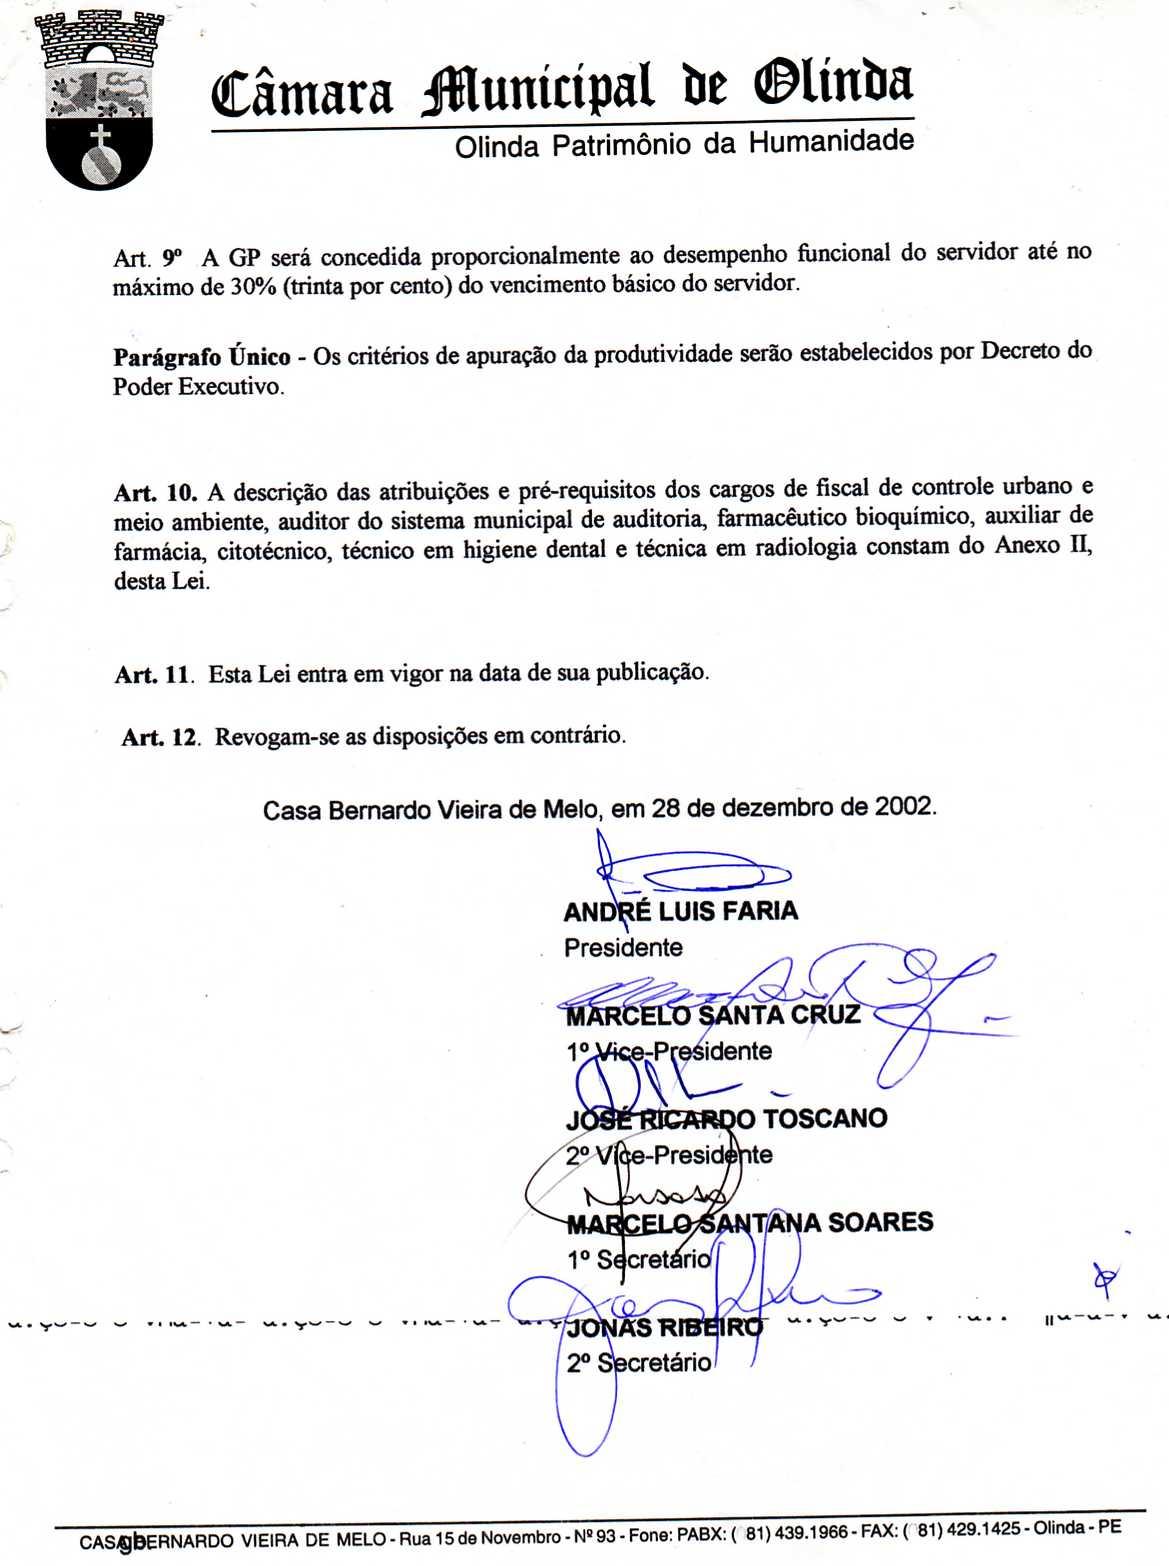 Câmara Municipal de Olinda
Olinda Patrimônio da Humanidade
Art. 9º A GP será concedida proporcionalmente ao desempenho funcional do servidor até no
máximo de 30% (trinta por cento) do vencimento básico do servidor.
Parágrafo Único - Os critérios de apuração da produtividade serão estabelecidos por Decreto do
Poder Executivo.
Art. 10. A descrição das atribuições e pré-requisitos dos cargos de fiscal de controle urbano e
meio ambiente, auditor do sistema municipal de auditoria, farmacêutico bioquímico, auxiliar de
farmácia, citotécnico, técnico em higiene dental e técnica em radiologia constam do Anexo II,
desta Lei.
Art. 11. Esta Lei entra em vigor na data de sua publicação.
Art. 12. Revogam-se as disposições em contrário.
Casa Bernardo Vieira de Melo, em 28 de dezembro de 2002.
ANDRÉ LUIS FARIA
Presidente
MARCELO SANTA CRUZ
1º Vice-Presidente
JOSÉ RICARDO TOSCANO
2º Vice-Presidente
MARCELO SANTANA SOARES
1º Secretário
JONAS RIBEIRO
2º Secretário
CASA BERNARDO VIEIRA DE MELO - Rua 15 de Novembro - Nº 93 - Fone: PABX: ( 81) 439.1966 - FAX: ( 81) 429.1425 - Olinda - PE
gb